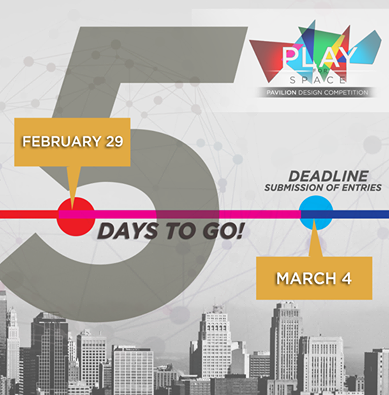 PLAY
SPACE
PAVILION DESIGN COMPETITION
5
FEBRUARY 29
DAYS TO GO!
DEADLINE
SUBMISSION OF ENTRIES
MARCH 4